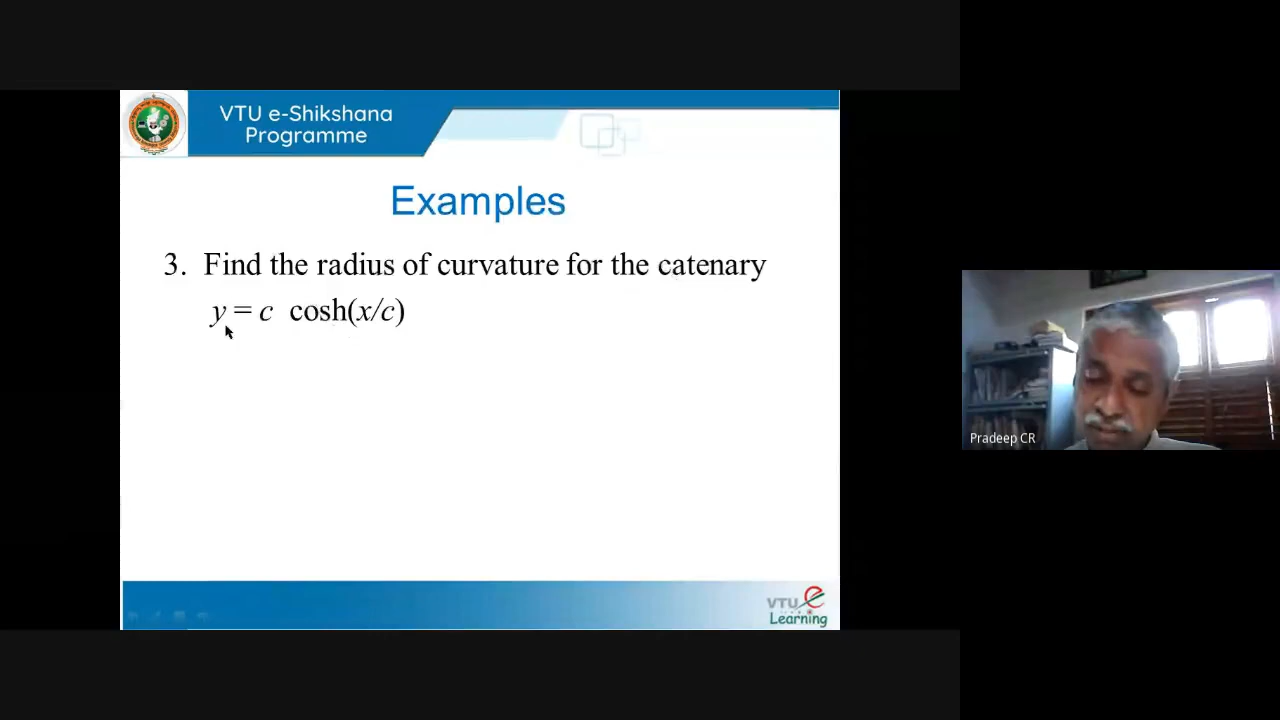 VTU e-Shikshana
Programme
Examples
3. Find the radius of curvature for the catenary
y = c cosh(x/c)
Pradeep CR
VTU e
Learning